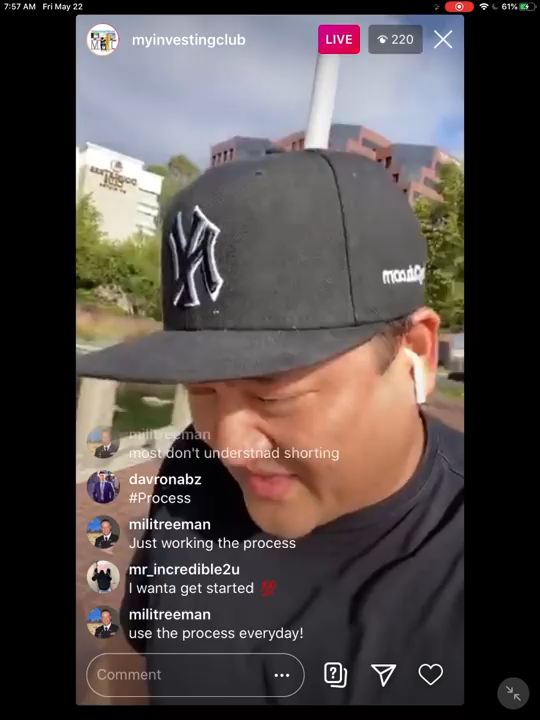 7:57 AM Fri May 22
61%
myinvestingclub
LIVE
220
militreeman
most don't understnad shorting
davronabz
#Process
militreeman
Just working the process
mr_incredible2u
I wanta get started 💯
militreeman
use the process everyday!
Comment